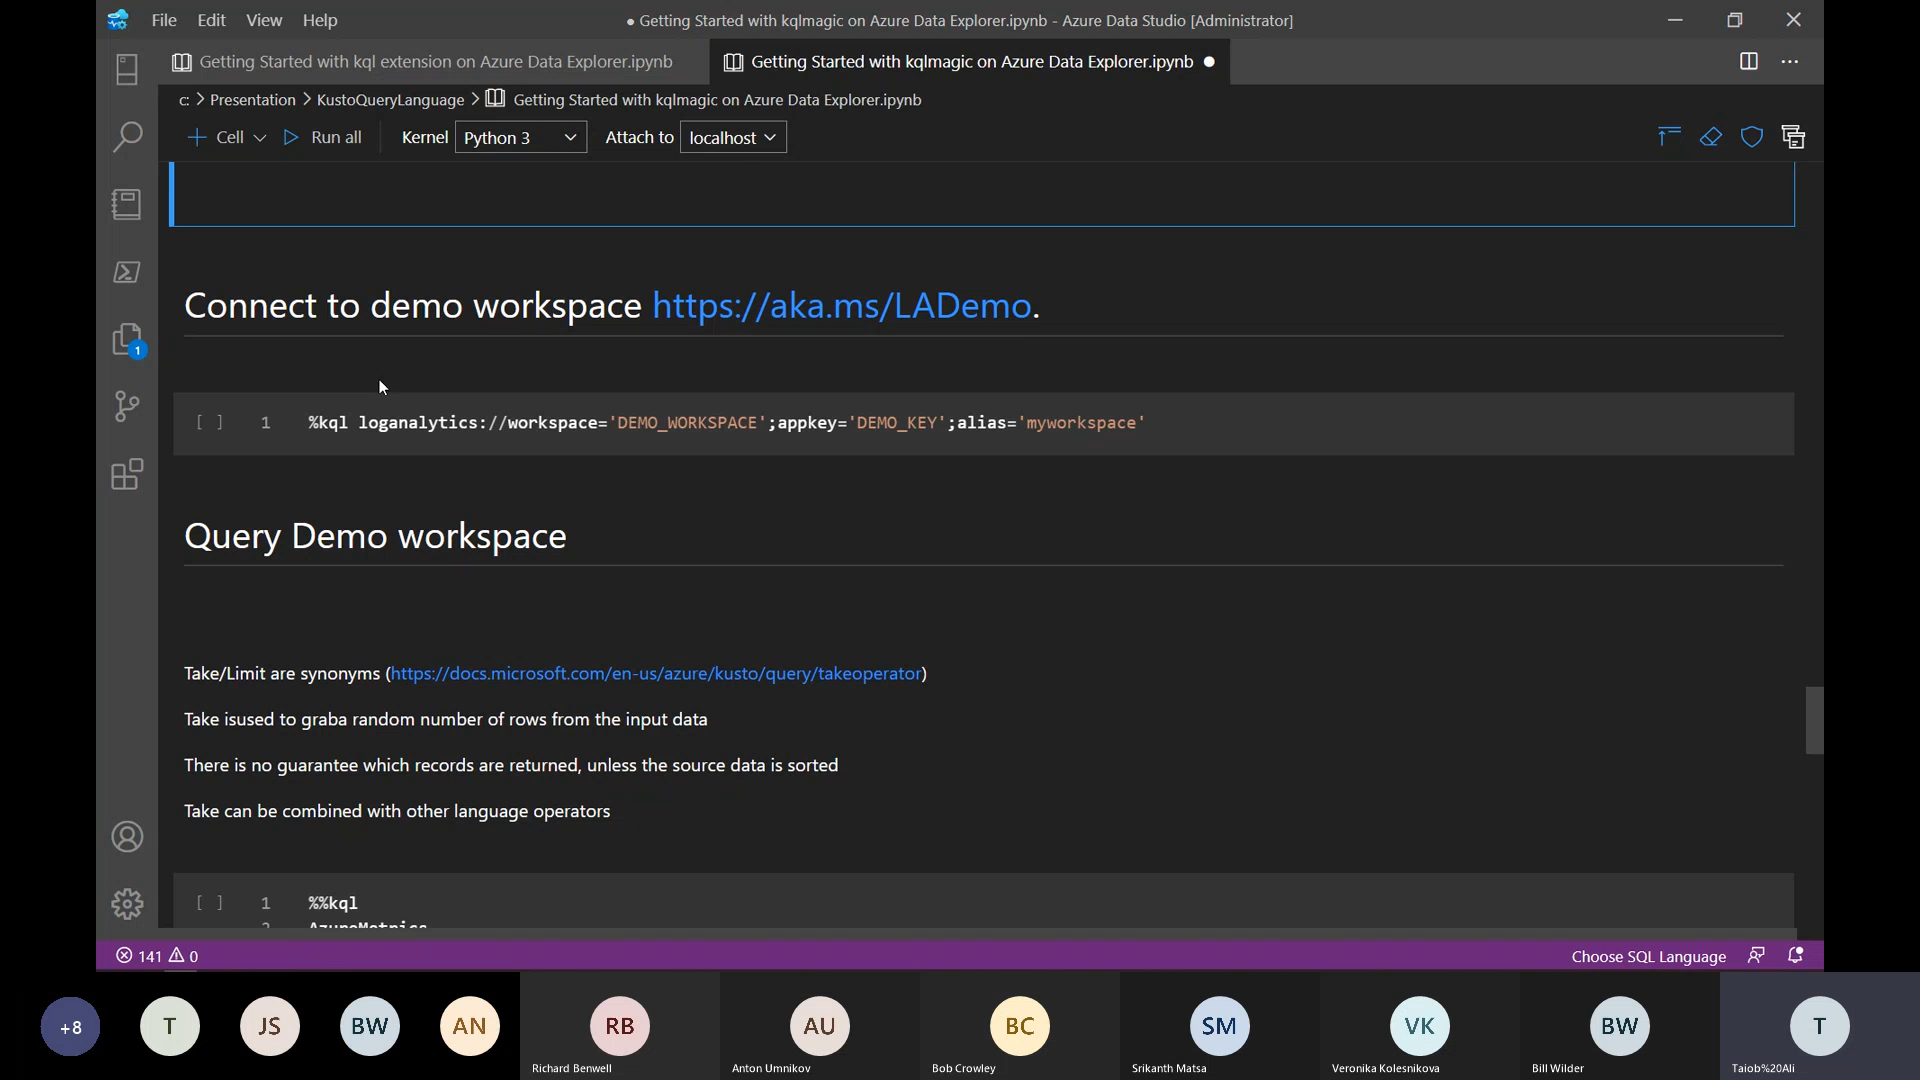 File Edit View Help
● Getting Started with kqlmagic on Azure Data Explorer.ipynb - Azure Data Studio [Administrator]
Getting Started with kql extension on Azure Data Explorer.ipynb
Getting Started with kqlmagic on Azure Data Explorer.ipynb ●
c: > Presentation > KustoQueryLanguage > Getting Started with kqlmagic on Azure Data Explorer.ipynb
Cell Run all Kernel Python 3 Attach to localhost
Connect to demo workspace https://aka.ms/LADemo.
1
[ ] 1 %kql loganalytics://workspace='DEMO_WORKSPACE';appkey='DEMO_KEY';alias='myworkspace'
Query Demo workspace
Take/Limit are synonyms (https://docs.microsoft.com/en-us/azure/kusto/query/takeoperator)
Take isused to graba random number of rows from the input data
There is no guarantee which records are returned, unless the source data is sorted
Take can be combined with other language operators
[ ] 1 %%kql
2 AzureMetrics
141 0 Choose SQL Language
+8 T JS BW AN RB AU BC SM VK BW T
Richard Benwell Anton Umnikov Bob Crowley Srikanth Matsa Veronika Kolesnikova Bill Wilder Taiob%20Ali